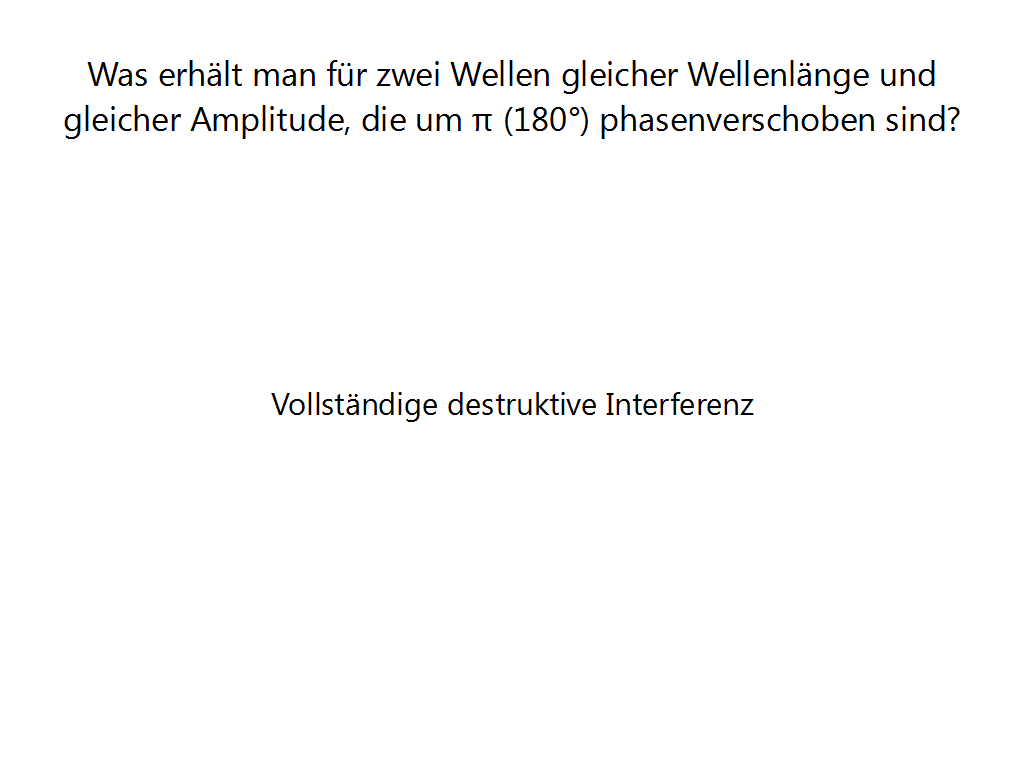 Was erhält man für zwei Wellen gleicher Wellenlänge und
gleicher Amplitude, die um π (180°) phasenverschoben sind?
Vollständige destruktive Interferenz